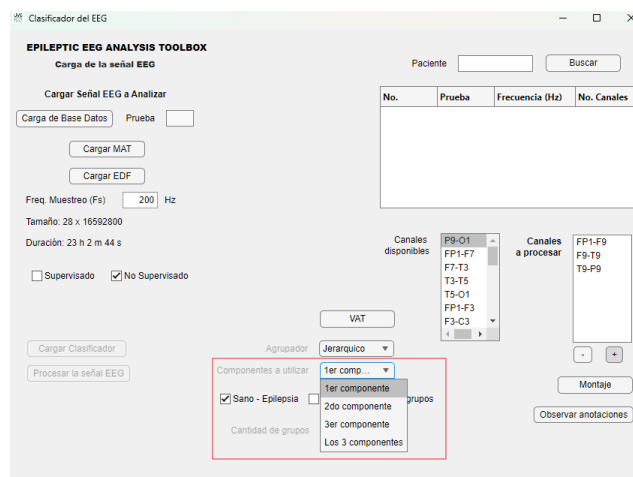 Clasificador del EEG
EPILEPTIC EEG ANALYSIS TOOLBOX
Carga de la señal EEG
Paciente
Buscar
Cargar Señal EEG a Analizar
Carga de Base Datos
Prueba
No.
Prueba
Frecuencia (Hz)
No. Canales
Cargar MAT
Cargar EDF
Freq. Muestreo (Fs)
200
Hz
Tamaño: 28 x 16592800
Duración: 23 h 2 m 44 s
Supervisado
No Supervisado
Canales
disponibles
P9-O1
FP1-F7
F7-T3
T3-T5
T5-O1
FP1-F3
F3-C3
Canales
a procesar
FP1-F9
F9-T9
T9-P9
-
+
VAT
Cargar Clasificador
Agrupador
Jerarquico
Procesar la señal EEG
Componentes a utilizar
1er comp...
1er componente
2do componente
3er componente
Los 3 componentes
Sano - Epilepsia
grupos
Cantidad de grupos
Montaje
Observar anotaciones